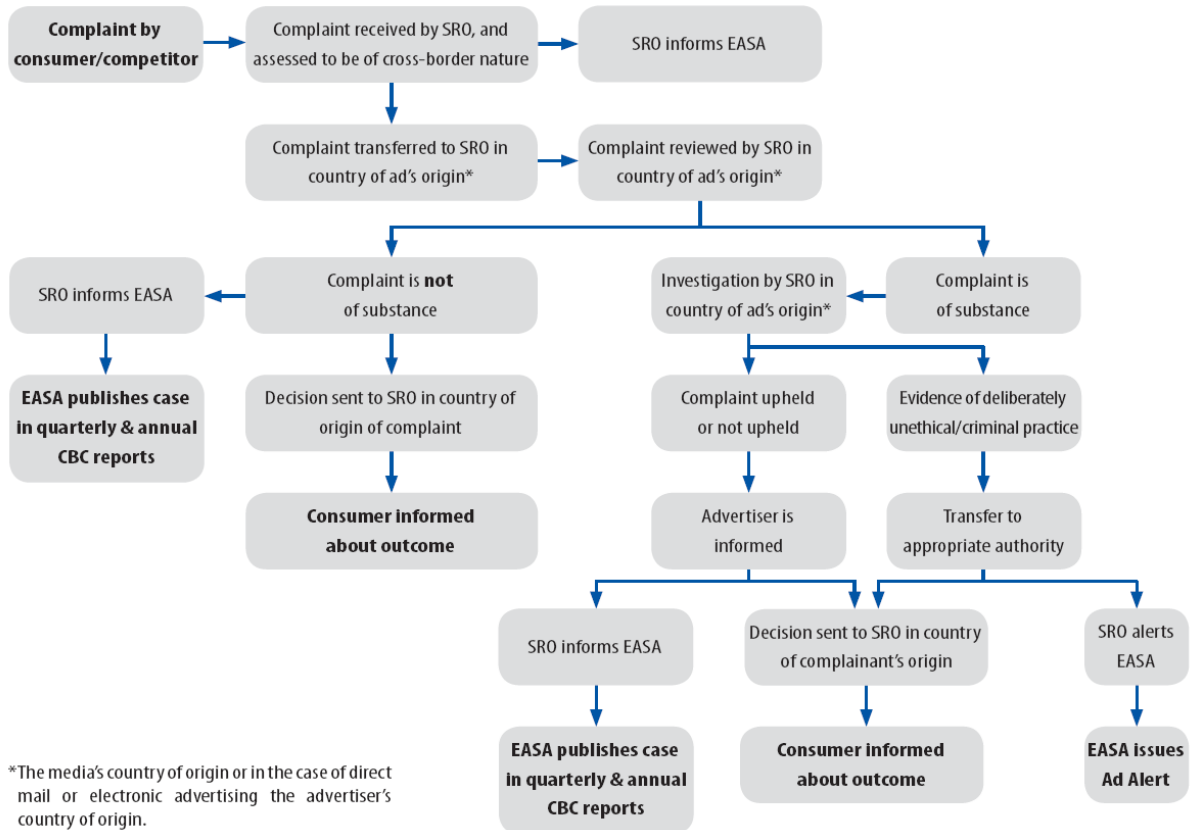 Complaint by
consumer/competitor
Complaint received by SRO, and
assessed to be of cross-border nature
SRO informs EASA
Complaint transferred to SRO in
country of ad's origin*
Complaint reviewed by SRO in
country of ad's origin*
SRO informs EASA
Complaint is not
of substance
Investigation by SRO in
country of ad's origin*
Complaint is
of substance
EASA publishes case
in quarterly & annual
CBC reports
Decision sent to SRO in country of
origin of complaint
Complaint upheld
or not upheld
Evidence of deliberately
unethical/criminal practice
Consumer informed
about outcome
Advertiser is
informed
Transfer to
appropriate authority
SRO informs EASA
Decision sent to SRO in country
of complainant's origin
SRO alerts
EASA
EASA publishes case
in quarterly & annual
CBC reports
Consumer informed
about outcome
EASA issues
Ad Alert
*The media's country of origin or in the case of direct
mail or electronic advertising the advertiser's
country of origin.